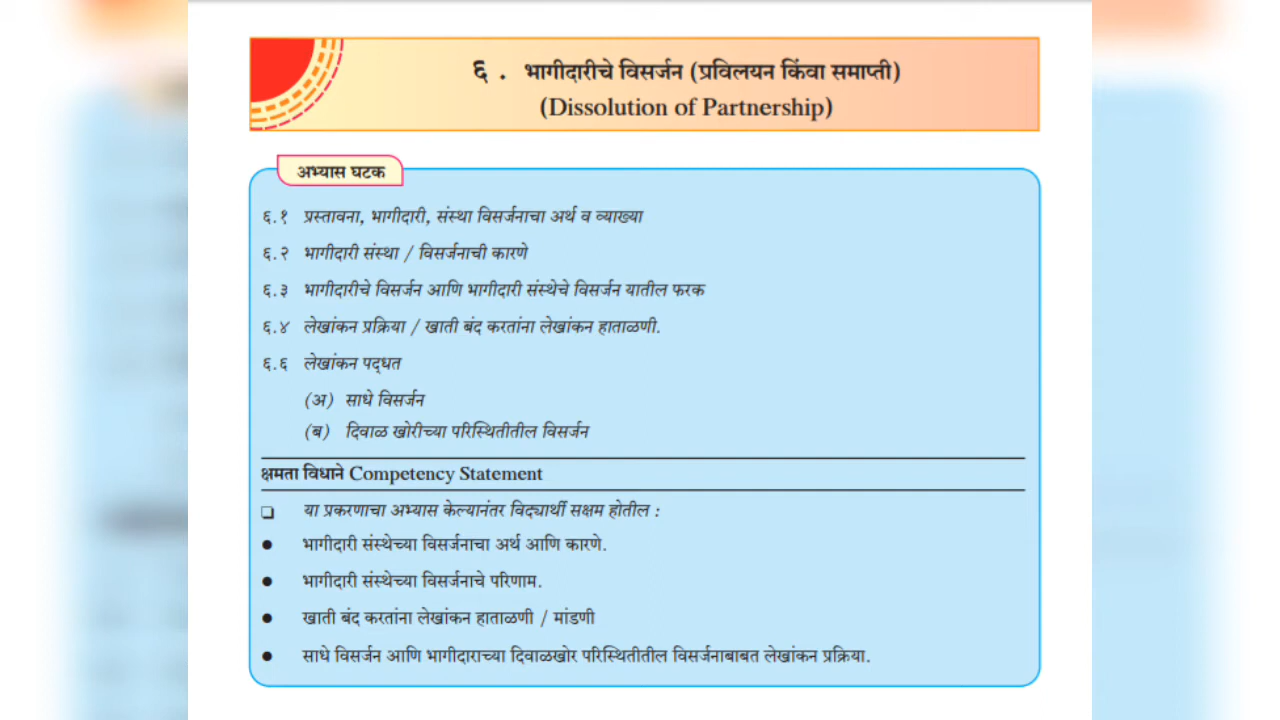 ६ . भागीदारीचे विसर्जन (प्रविलयन किंवा समाप्ती)
(Dissolution of Partnership)
अभ्यास घटक
६.१ प्रस्तावना, भागीदारी, संस्था विसर्जनाचा अर्थ व व्याख्या
६.२ भागीदारी संस्था / विसर्जनाची कारणे
६.३ भागीदारीचे विसर्जन आणि भागीदारी संस्थेचे विसर्जन यातील फरक
६.४ लेखांकन प्रक्रिया / खाती बंद करतांना लेखांकन हाताळणी.
६.६ लेखांकन पद्धत
(अ) साधे विसर्जन
(ब) दिवाळ खोरीच्या परिस्थितीतील विसर्जन
क्षमता विधाने Competency Statement
❑ या प्रकरणाचा अभ्यास केल्यानंतर विद्यार्थी सक्षम होतील :
● भागीदारी संस्थेच्या विसर्जनाचा अर्थ आणि कारणे.
● भागीदारी संस्थेच्या विसर्जनाचे परिणाम.
● खाती बंद करतांना लेखांकन हाताळणी / मांडणी
● साधे विसर्जन आणि भागीदाराच्या दिवाळखोर परिस्थितीतील विसर्जनाबाबत लेखांकन प्रक्रिया.